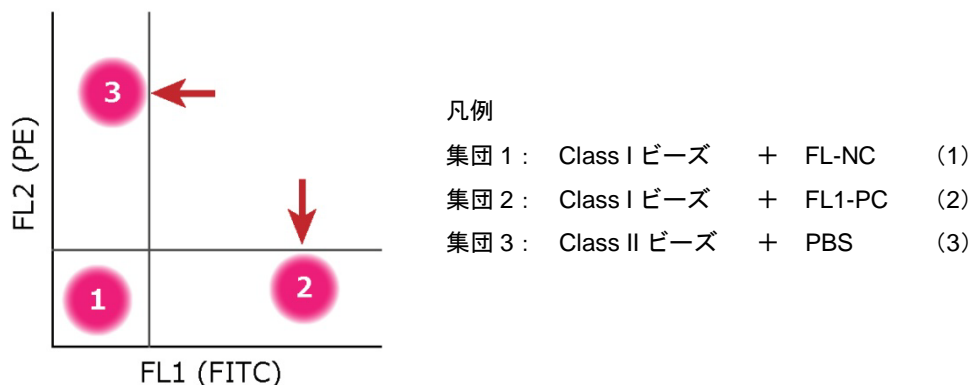 3
FL2 (PE)
1
2
FL1 (FITC)
凡例
集団 1 : Class I ビーズ + FL-NC (1)
集団 2 : Class I ビーズ + FL1-PC (2)
集団 3 : Class II ビーズ + PBS (3)